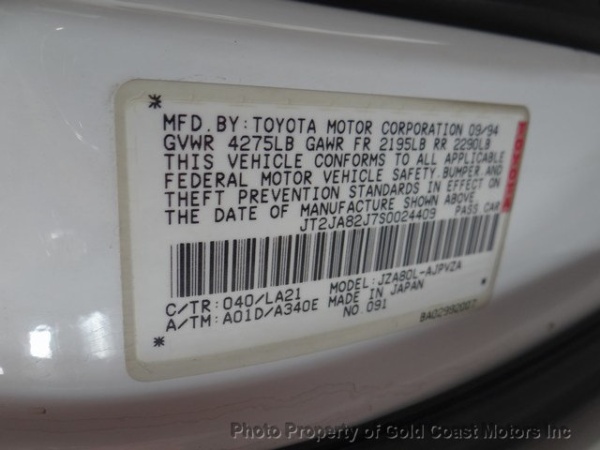 MFD. BY: TOYOTA MOTOR CORPORATION 09/94
GVWR 4275LB GAWR FR 2195LB RR 2290LB
THIS VEHICLE CONFORMS TO ALL APPLICABLE
FEDERAL MOTOR VEHICLE SAFETY, BUMPER AND
THEFT PREVENTION STANDARDS IN EFFECT ON
THE DATE OF MANUFACTURE SHOWN ABOVE.
JT2JA82J7S0024409 PASS CAR
C/TR: 040/LA21 MODEL: JZA80L-AJPVZA
A/TM: A01D/A340E MADE IN JAPAN
NO. 091
BA02992007
Photo Property of Gold Coast Motors Inc